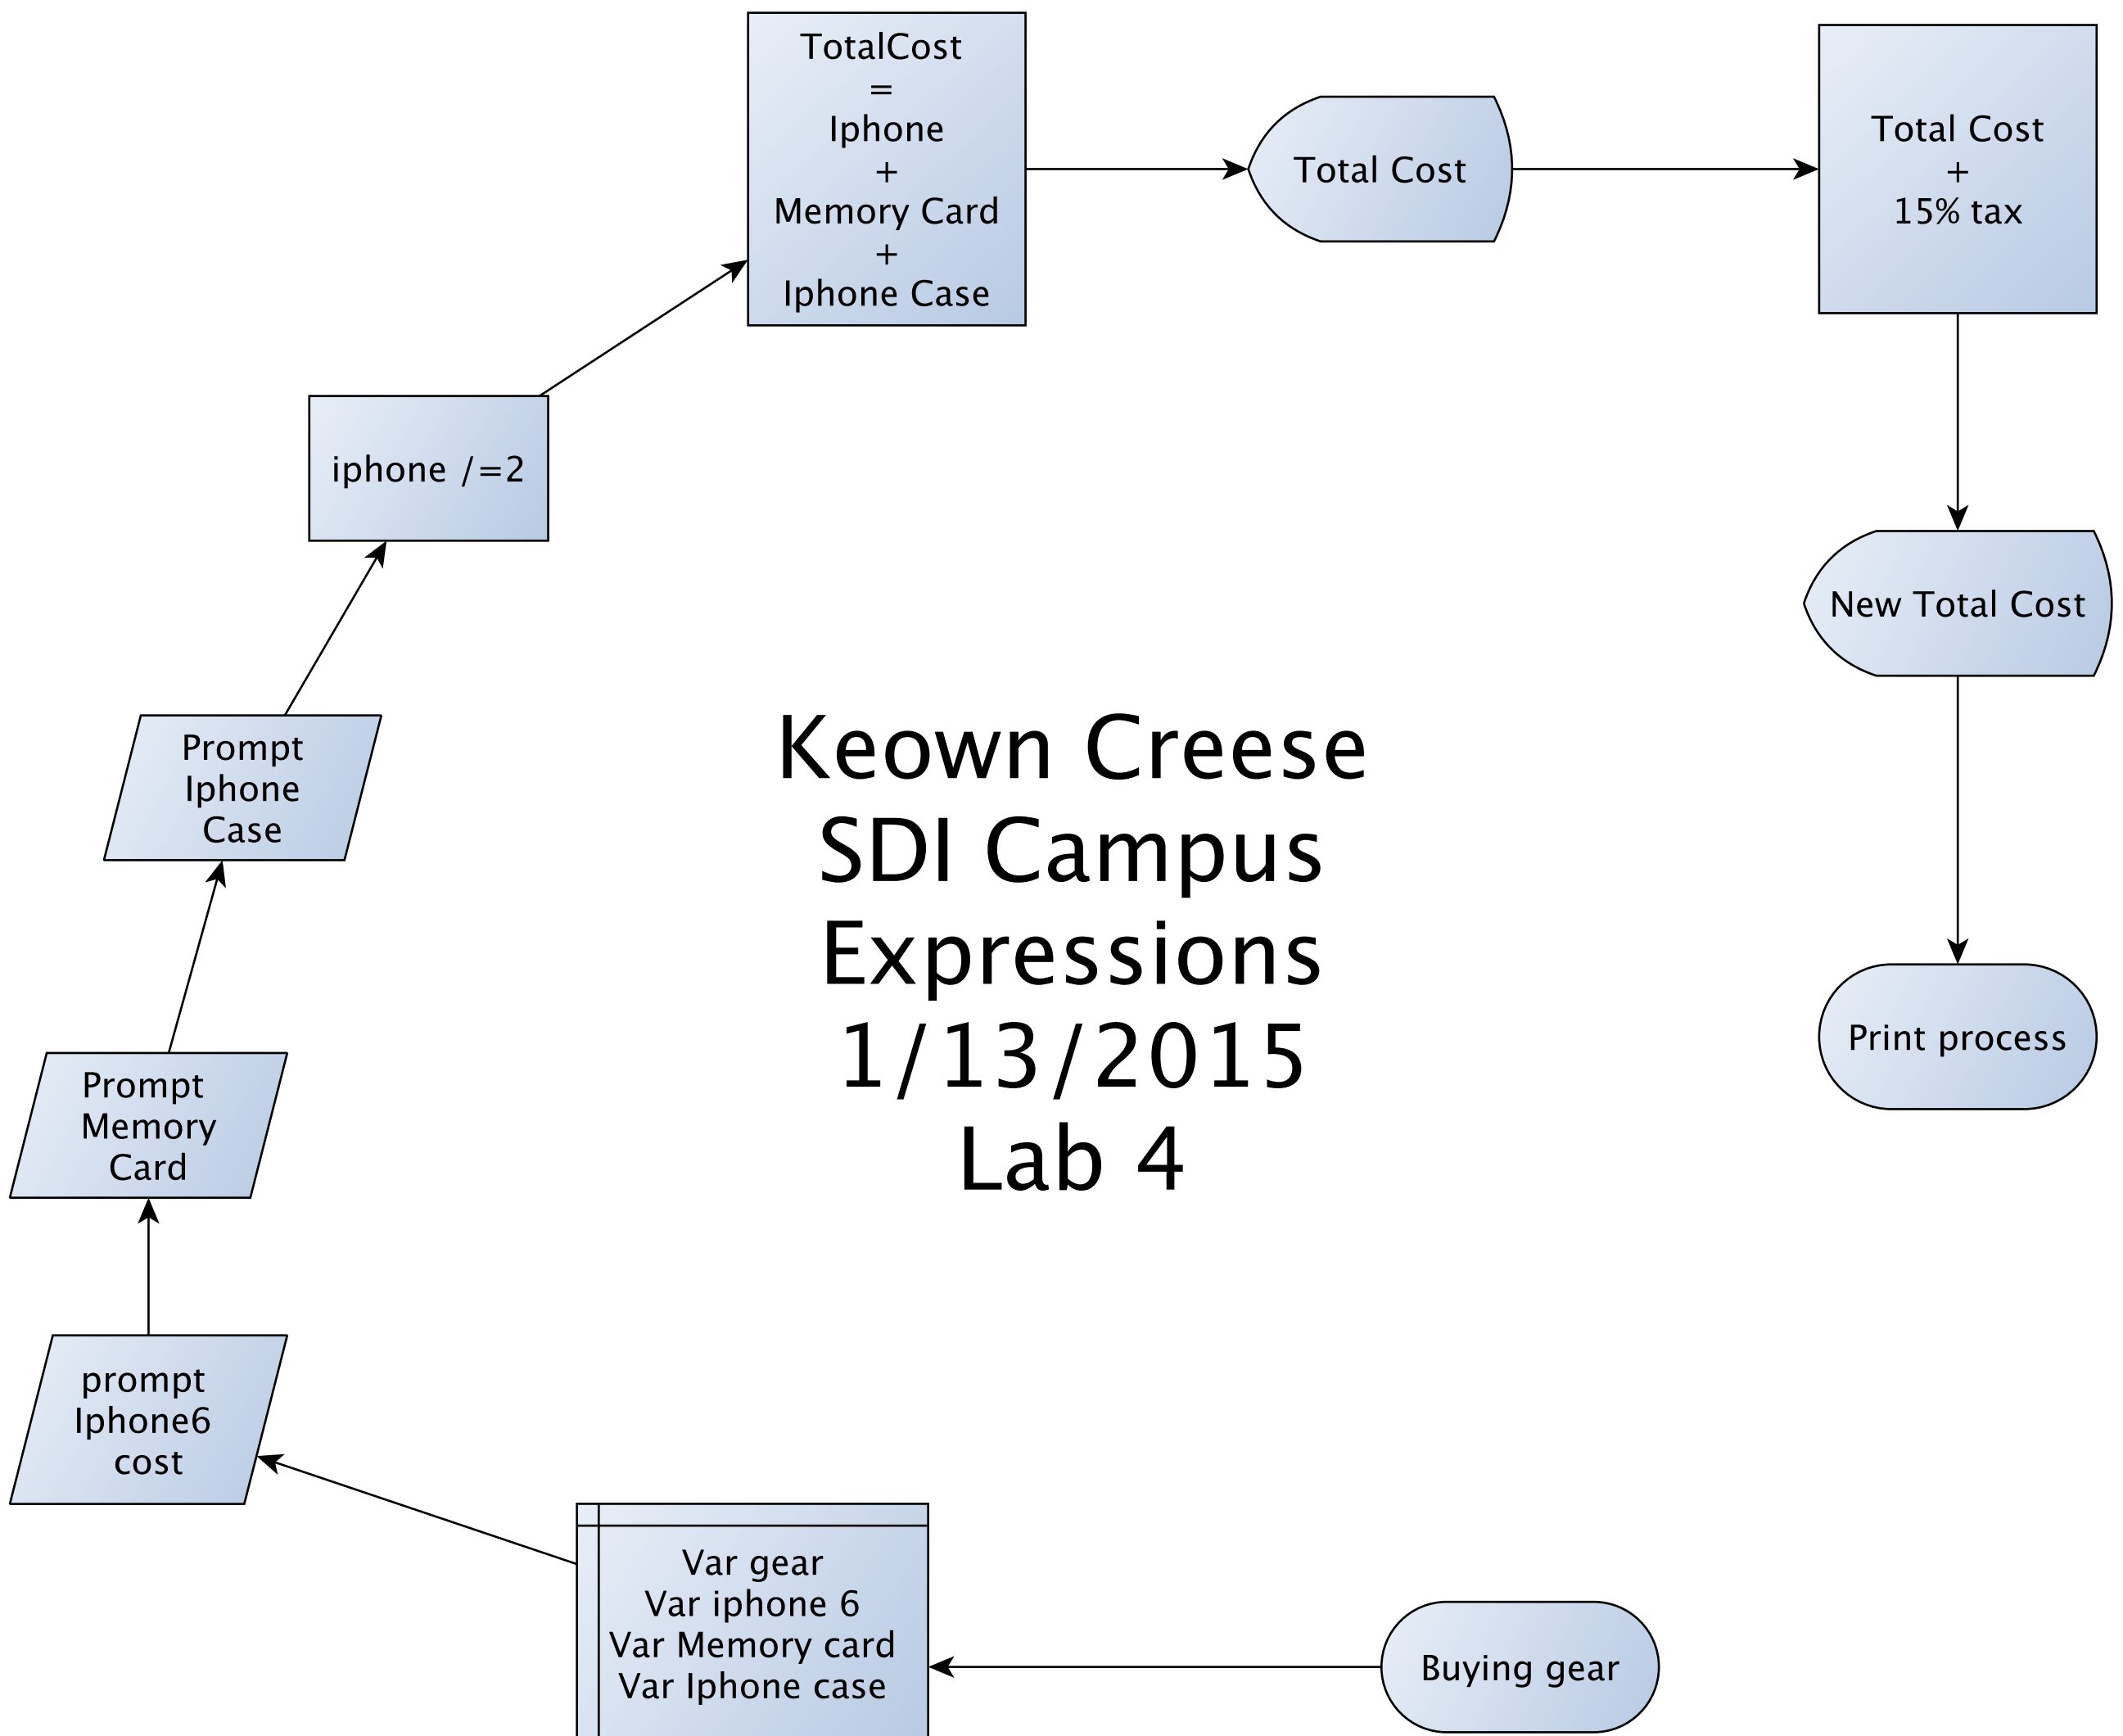 TotalCost
=
Iphone
+
Memory Card
+
Iphone Case
Total Cost
Total Cost
+
15% tax
iphone /=2
New Total Cost
Prompt
Iphone
Case
Keown Creese
SDI Campus
Expressions
1/13/2015
Lab 4
Print process
Prompt
Memory
Card
prompt
Iphone6
cost
Var gear
Var iphone 6
Var Memory card
Var Iphone case
Buying gear